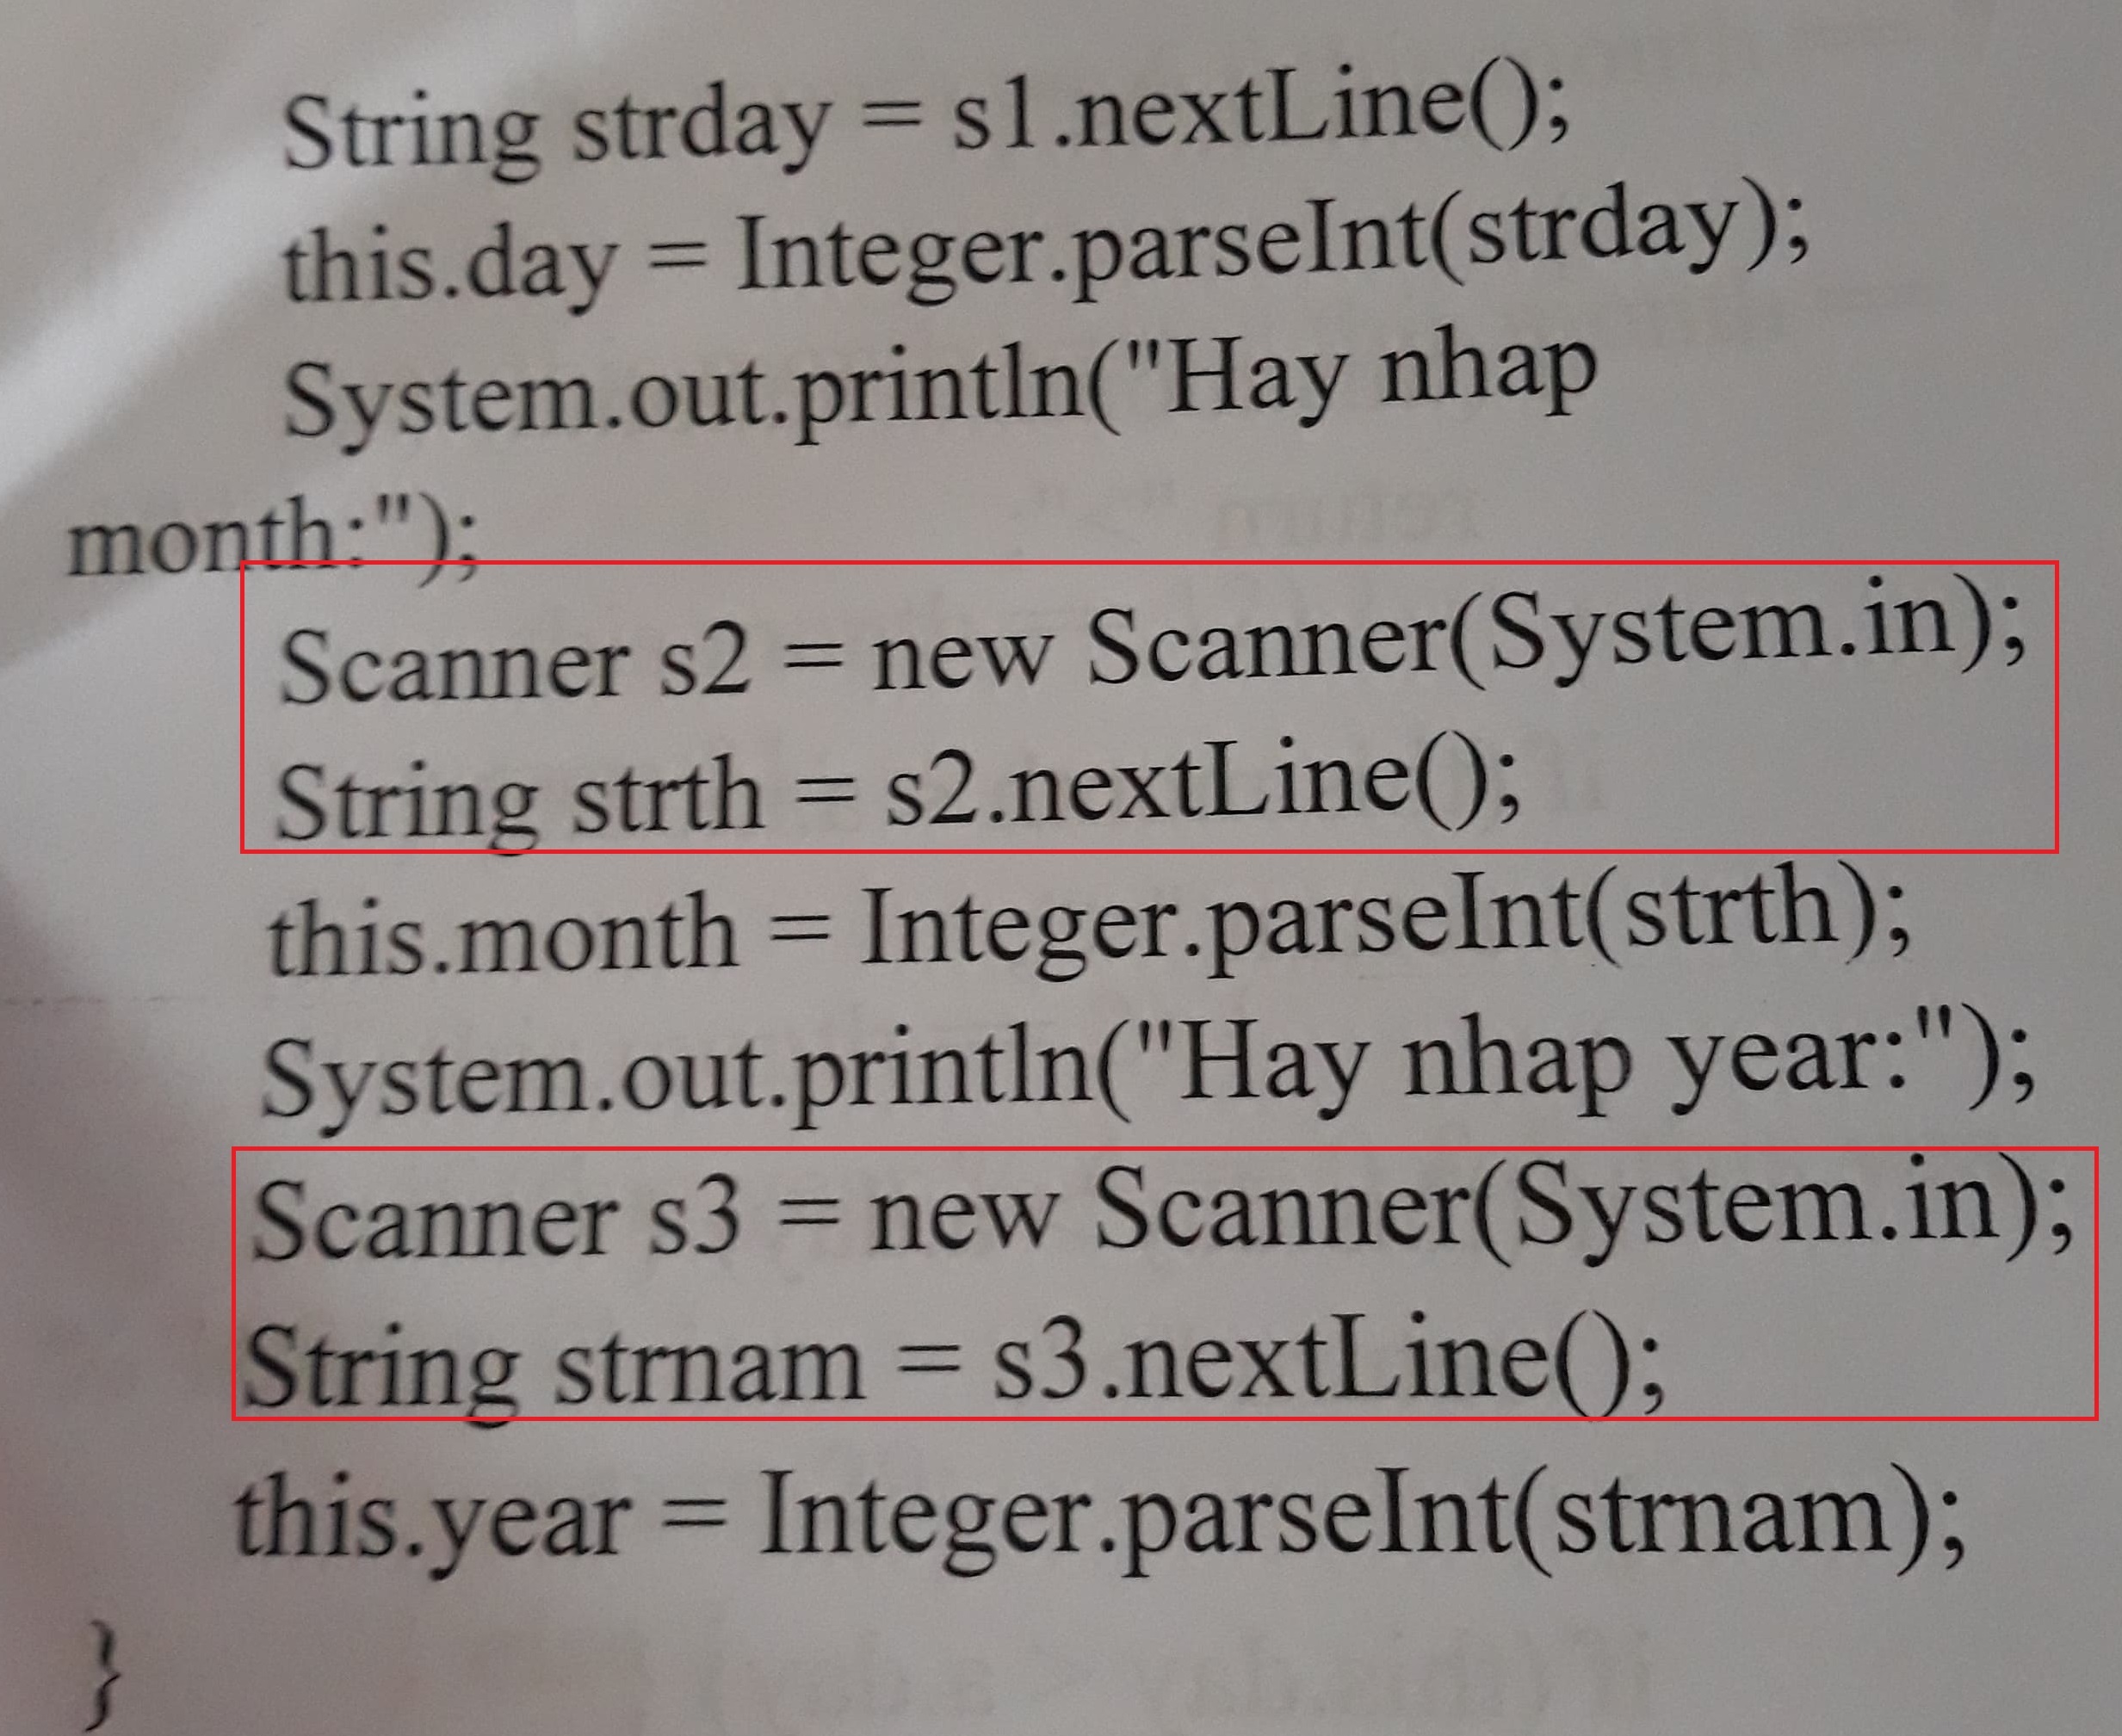 String strday = s1.nextLine();
this.day = Integer.parseInt(strday);
System.out.println("Hay nhap
month:");
Scanner s2 = new Scanner(System.in);
String strth = s2.nextLine();
this.month = Integer.parseInt(strth);
System.out.println("Hay nhap year:");
Scanner s3 = new Scanner(System.in);
String strnam = s3.nextLine();
this.year = Integer.parseInt(strnam);
}